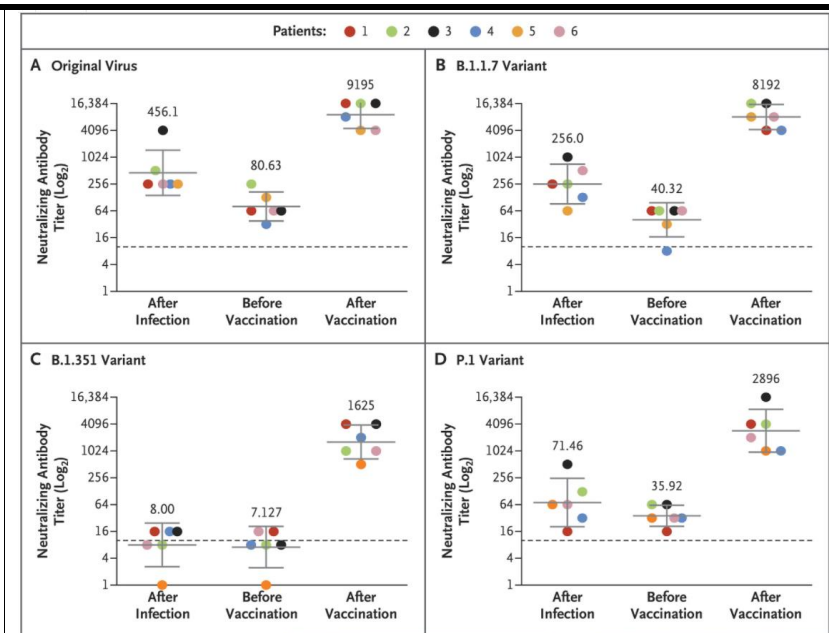 Patients: 1 2 3 4 5 6
A Original Virus
Neutralizing Antibody
Titer (Log2)
16,384
4096
1024
256
64
16
4
1
456.1
80.63
9195
After
Infection
Before
Vaccination
After
Vaccination
B B.1.1.7 Variant
Neutralizing Antibody
Titer (Log2)
16,384
4096
1024
256
64
16
4
1
256.0
40.32
8192
After
Infection
Before
Vaccination
After
Vaccination
C B.1.351 Variant
Neutralizing Antibody
Titer (Log2)
16,384
4096
1024
256
64
16
4
1
8.00
7.127
1625
After
Infection
Before
Vaccination
After
Vaccination
D P.1 Variant
Neutralizing Antibody
Titer (Log2)
16,384
4096
1024
256
64
16
4
1
71.46
35.92
2896
After
Infection
Before
Vaccination
After
Vaccination